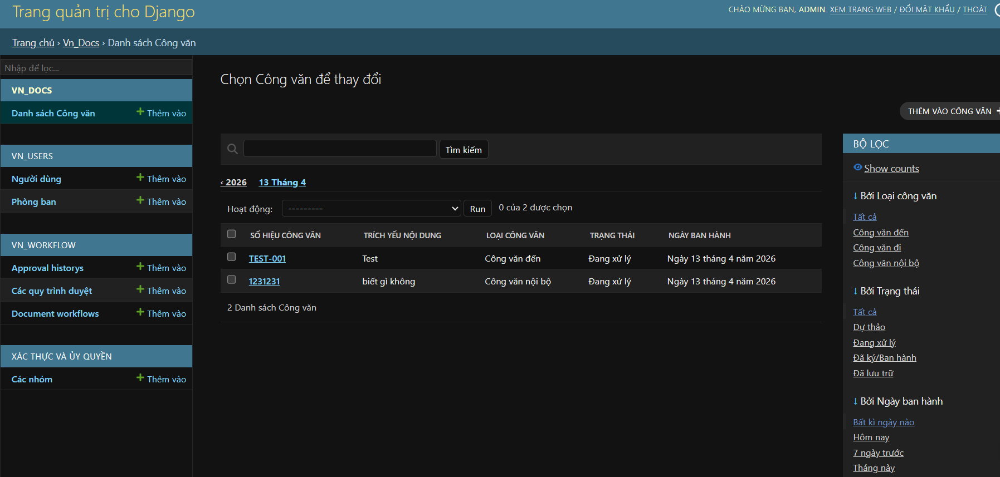 Trang quản trị cho Django
CHÀO MỪNG BẠN, ADMIN. XEM TRANG WEB / ĐỔI MẬT KHẨU / THOÁT
Trang chủ › Vn_Docs › Danh sách Công văn
Nhập để lọc...
VN_DOCS
Danh sách Công văn Thêm vào
VN_USERS
Người dùng Thêm vào
Phòng ban Thêm vào
VN_WORKFLOW
Approval historys Thêm vào
Các quy trình duyệt Thêm vào
Document workflows Thêm vào
XÁC THỰC VÀ ỦY QUYỀN
Các nhóm Thêm vào
Chọn Công văn để thay đổi
THÊM VÀO CÔNG VĂN
Tìm kiếm
‹ 2026 13 Tháng 4
Hoạt động: --------- Run 0 của 2 được chọn
SỐ HIỆU CÔNG VĂN TRÍCH YẾU NỘI DUNG LOẠI CÔNG VĂN TRẠNG THÁI NGÀY BAN HÀNH
TEST-001 Test Công văn đến Đang xử lý Ngày 13 tháng 4 năm 2026
1231231 biết gì không Công văn nội bộ Đang xử lý Ngày 13 tháng 4 năm 2026
2 Danh sách Công văn
BỘ LỌC
Show counts
↓ Bởi Loại công văn
Tất cả
Công văn đến
Công văn đi
Công văn nội bộ
↓ Bởi Trạng thái
Tất cả
Dự thảo
Đang xử lý
Đã ký/Ban hành
Đã lưu trữ
↓ Bởi Ngày ban hành
Bất kì ngày nào
Hôm nay
7 ngày trước
Tháng này